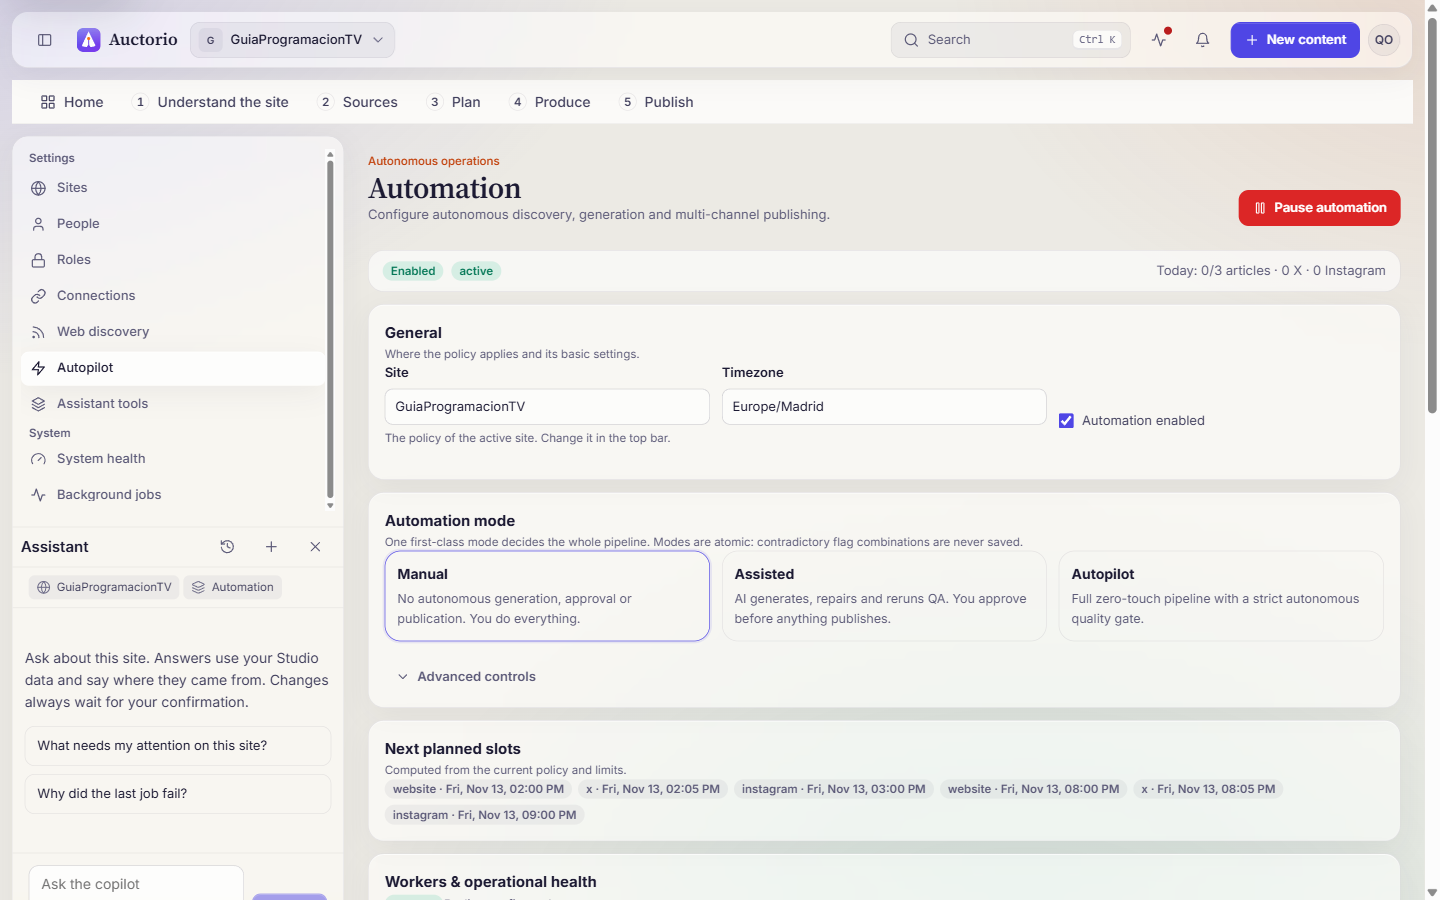 Auctorio
G GuiaProgramacionTV
Search Ctrl K
New content
QO
Home 1 Understand the site 2 Sources 3 Plan 4 Produce 5 Publish
Settings
Sites
People
Roles
Connections
Web discovery
Autopilot
Assistant tools
System
System health
Background jobs
Assistant
GuiaProgramacionTV Automation
Ask about this site. Answers use your Studio
data and say where they came from. Changes
always wait for your confirmation.
What needs my attention on this site?
Why did the last job fail?
Ask the copilot
Autonomous operations
Automation
Configure autonomous discovery, generation and multi-channel publishing.
Pause automation
Enabled active
Today: 0/3 articles · 0 X · 0 Instagram
General
Where the policy applies and its basic settings.
Site Timezone
GuiaProgramacionTV Europe/Madrid
Automation enabled
The policy of the active site. Change it in the top bar.
Automation mode
One first-class mode decides the whole pipeline. Modes are atomic: contradictory flag combinations are never saved.
Manual
No autonomous generation, approval or
publication. You do everything.
Assisted
AI generates, repairs and reruns QA. You approve
before anything publishes.
Autopilot
Full zero-touch pipeline with a strict autonomous
quality gate.
Advanced controls
Next planned slots
Computed from the current policy and limits.
website · Fri, Nov 13, 02:00 PM x · Fri, Nov 13, 02:05 PM instagram · Fri, Nov 13, 03:00 PM website · Fri, Nov 13, 08:00 PM x · Fri, Nov 13, 08:05 PM
instagram · Fri, Nov 13, 09:00 PM
Workers & operational health